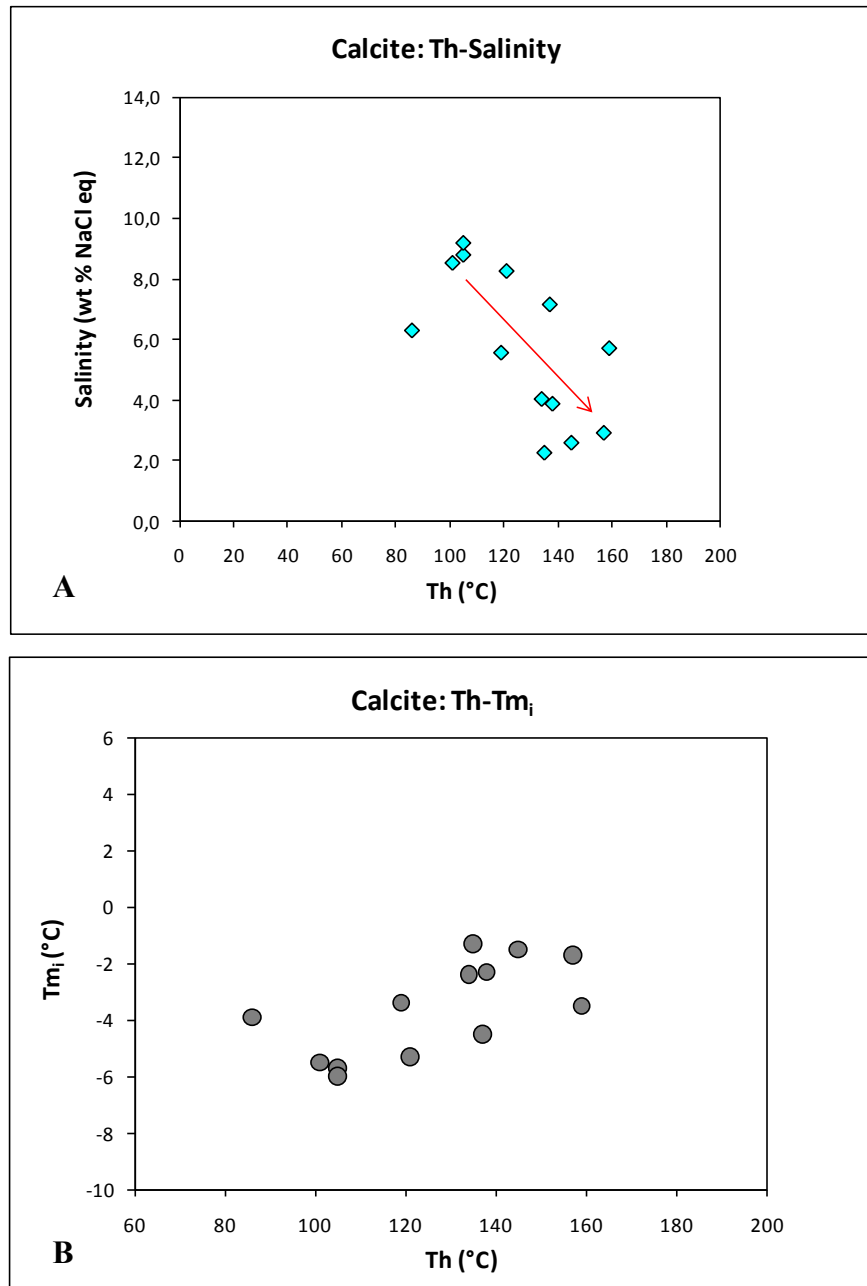 Calcite: Th-Salinity
Salinity (wt % NaCl eq)
14,0
12,0
10,0
8,0
6,0
4,0
2,0
0,0
0 20 40 60 80 100 120 140 160 180 200
Th (°C)
A
Calcite: Th-Tmi
Tmi (°C)
6
4
2
0
-2
-4
-6
-8
-10
60 80 100 120 140 160 180 200
Th (°C)
B